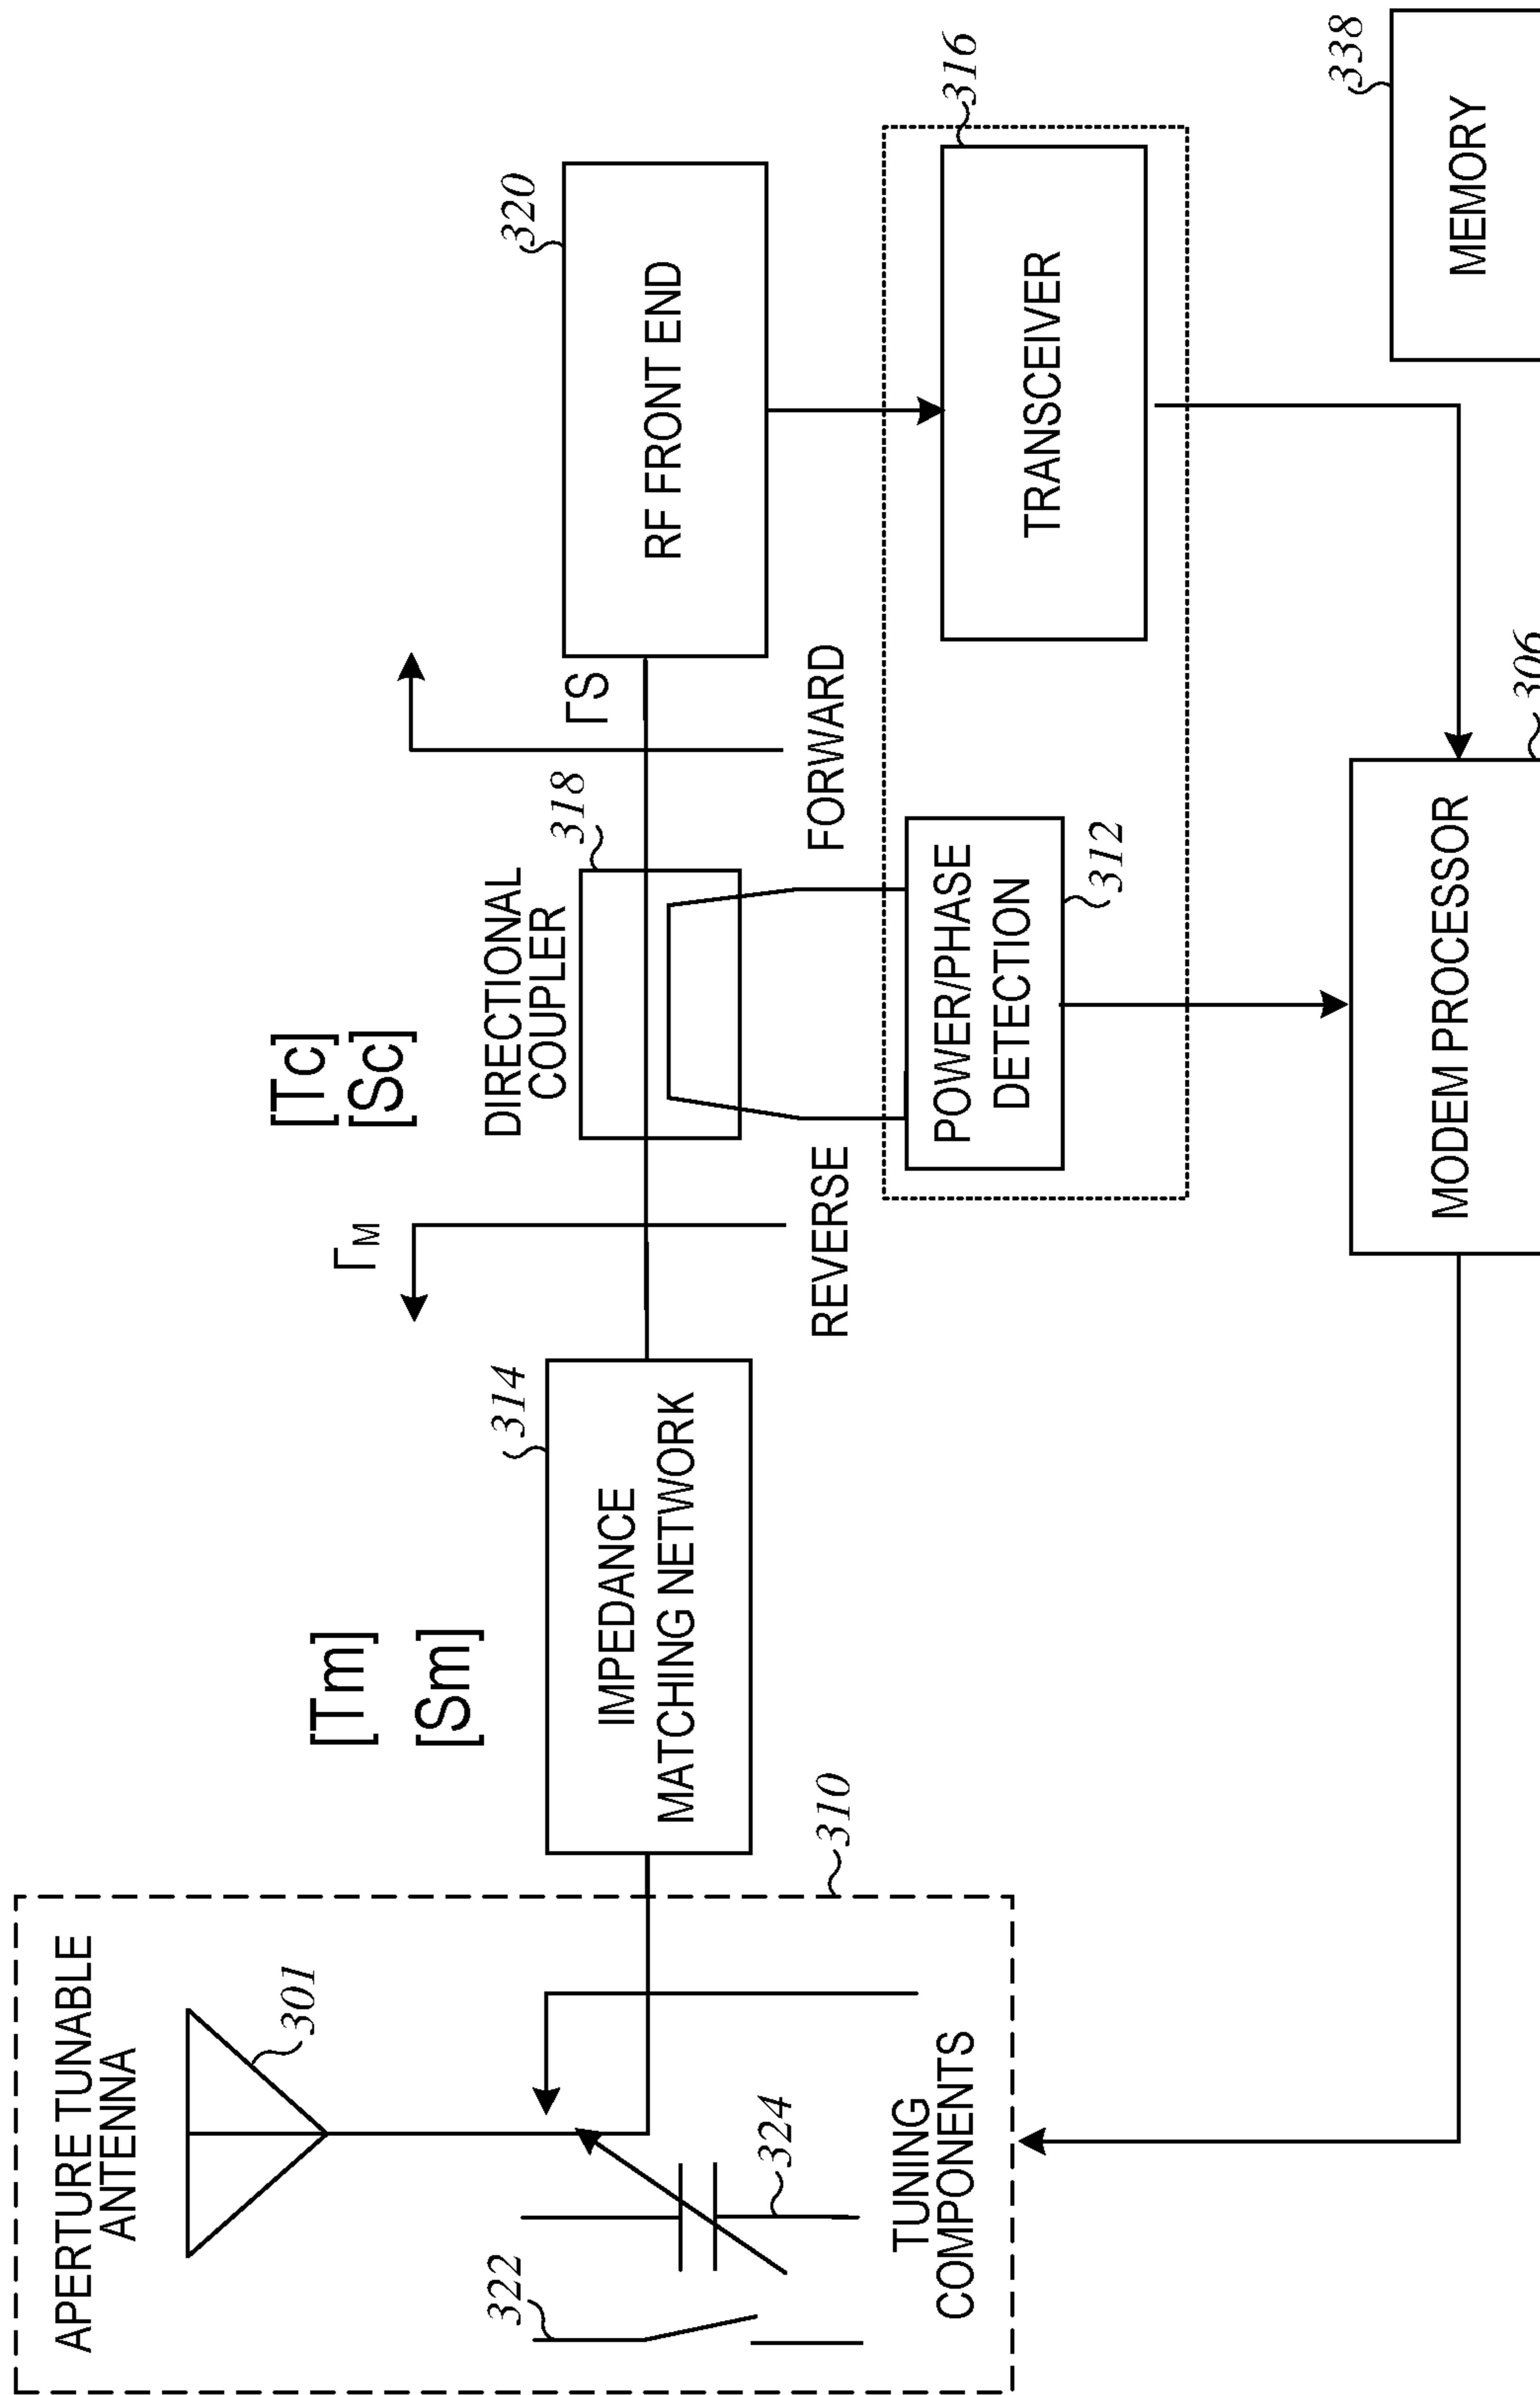 APERTURE TUNABLE
ANTENNA
301
322
324
TUNING
COMPONENTS
310
[Tm]
[Sm]
314
IMPEDANCE
MATCHING NETWORK
ΓM
REVERSE
[Tc]
[Sc]
DIRECTIONAL
COUPLER
318
FORWARD
ΓS
320
RF FRONT END
POWER/PHASE
DETECTION
312
316
TRANSCEIVER
MODEM PROCESSOR
306
338
MEMORY